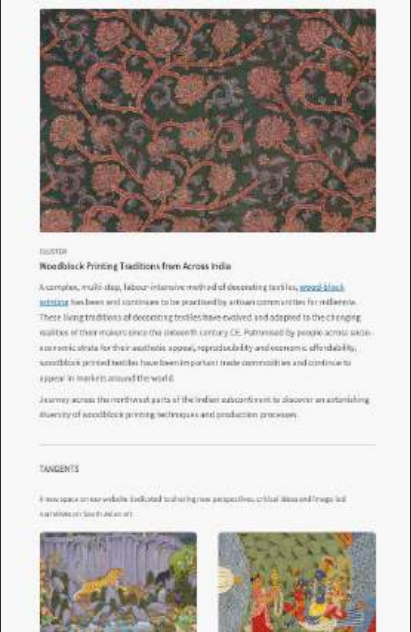 CLUSTER
Woodblock Printing Traditions from Across India
A complex, multi-step, labour-intensive method of decorating textiles, wood-block
printing has been and continues to be practised by artisan communities for millennia.
These living traditions of decorating textiles have evolved and adapted to the changing
realities of their makers since the sixteenth century CE. Patronised by people across socio-
economic strata for their aesthetic appeal, reproducibility and economic affordability,
woodblock printed textiles have been important trade commodities and continue to
appear in markets around the world.
Journey across the northwest parts of the Indian subcontinent to discover an astonishing
diversity of woodblock printing techniques and production processes.
TANGENTS
A new space on our website dedicated to sharing new perspectives, critical ideas and image-led
narratives on South Asian art